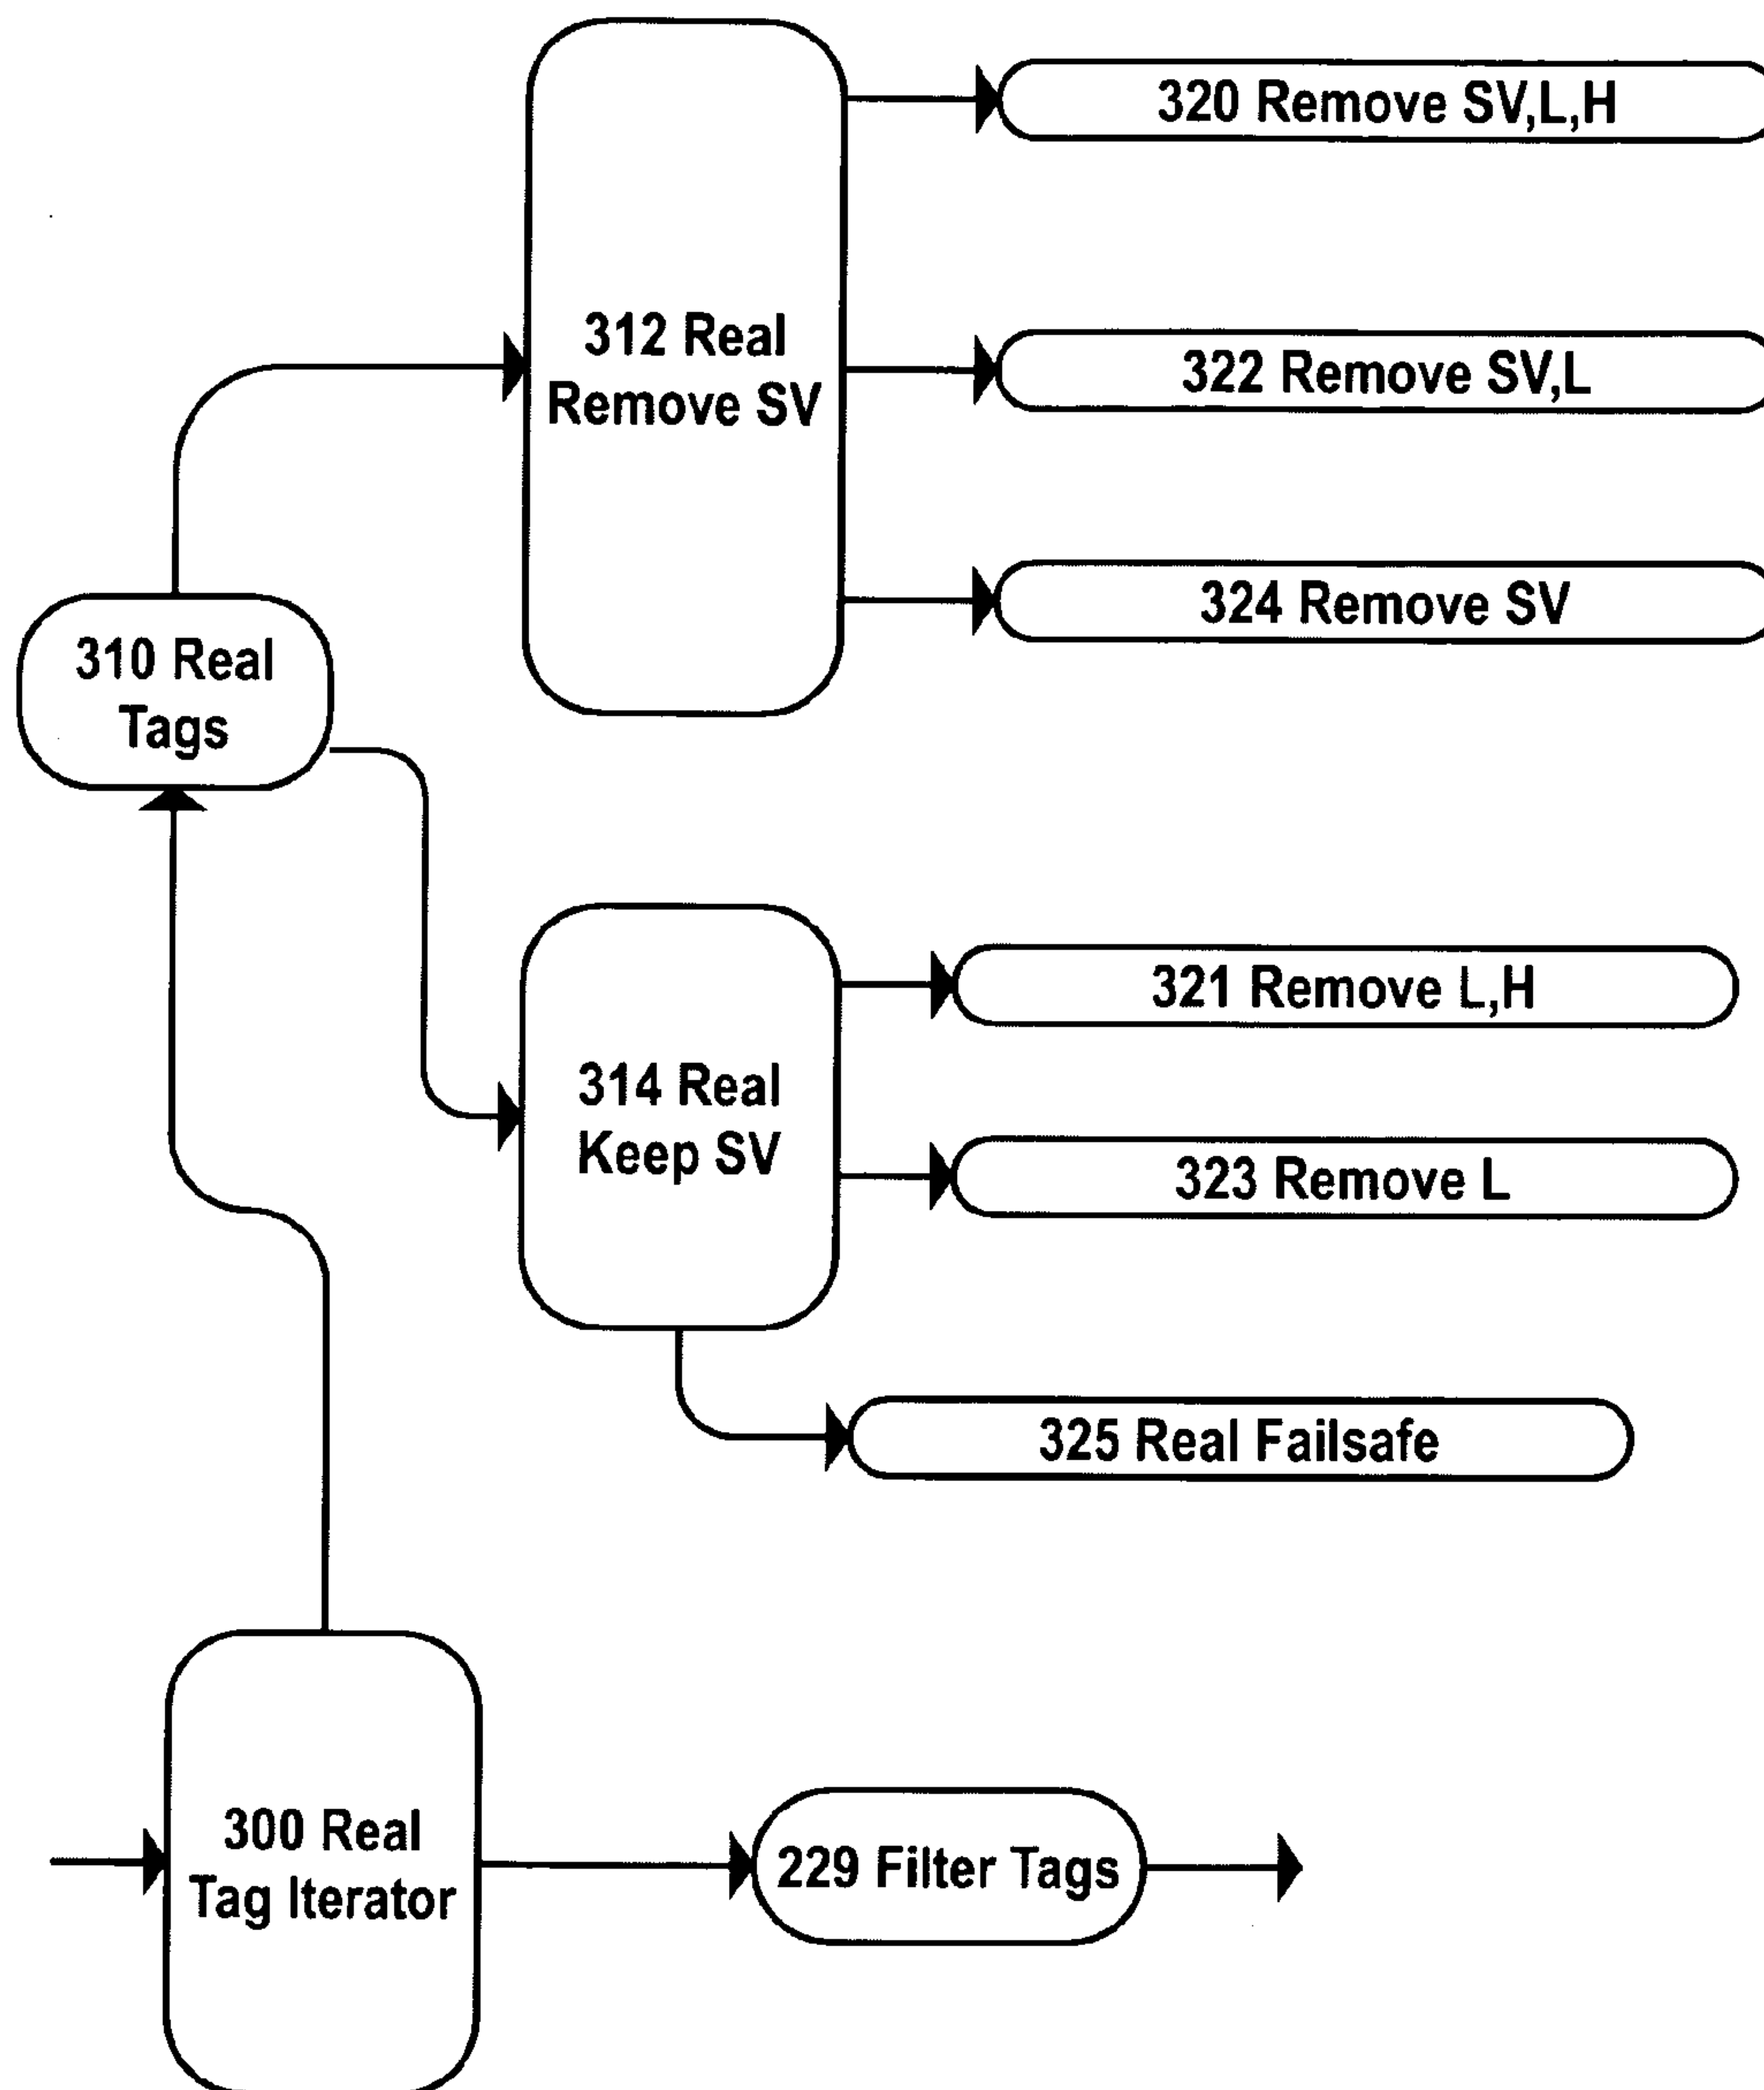 320 Remove SV,L,H
312 Real
Remove SV
322 Remove SV,L
324 Remove SV
310 Real
Tags
321 Remove L,H
314 Real
Keep SV
323 Remove L
325 Real Failsafe
300 Real
Tag Iterator
229 Filter Tags